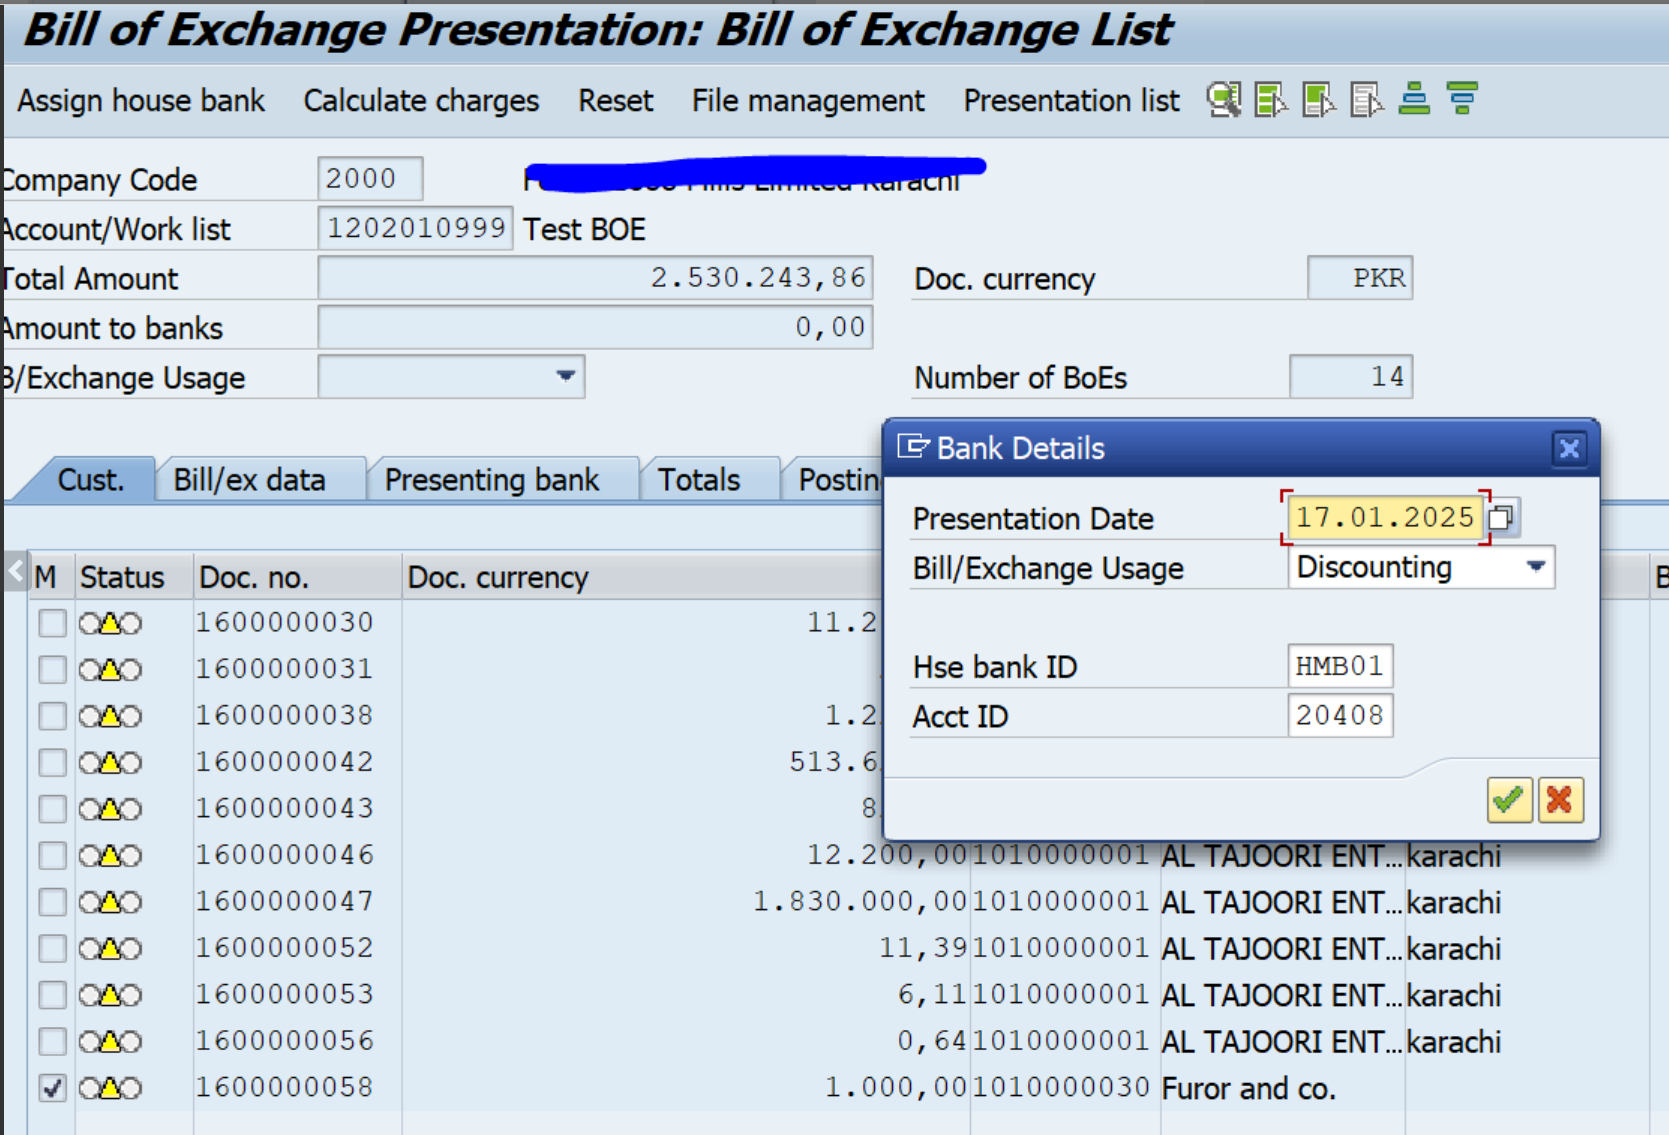 Bill of Exchange Presentation: Bill of Exchange List
Assign house bank Calculate charges Reset File management Presentation list
Company Code 2000 Mills Limited Karachi
Account/Work list 1202010999 Test BOE
Total Amount 2.530.243,86 Doc. currency PKR
Amount to banks 0,00
B/Exchange Usage Number of BoEs 14
Bank Details
Cust. Bill/ex data Presenting bank Totals Postin
Presentation Date 17.01.2025
Bill/Exchange Usage Discounting
M Status Doc. no. Doc. currency B
1600000030 11.2
1600000031
Hse bank ID HMB01
1600000038 1.2
Acct ID 20408
1600000042 513.6
1600000043 8
1600000046 12.200,00 1010000001 AL TAJOORI ENT... karachi
1600000047 1.830.000,00 1010000001 AL TAJOORI ENT... karachi
1600000052 11,39 1010000001 AL TAJOORI ENT... karachi
1600000053 6,11 1010000001 AL TAJOORI ENT... karachi
1600000056 0,64 1010000001 AL TAJOORI ENT... karachi
1600000058 1.000,00 1010000030 Furor and co.